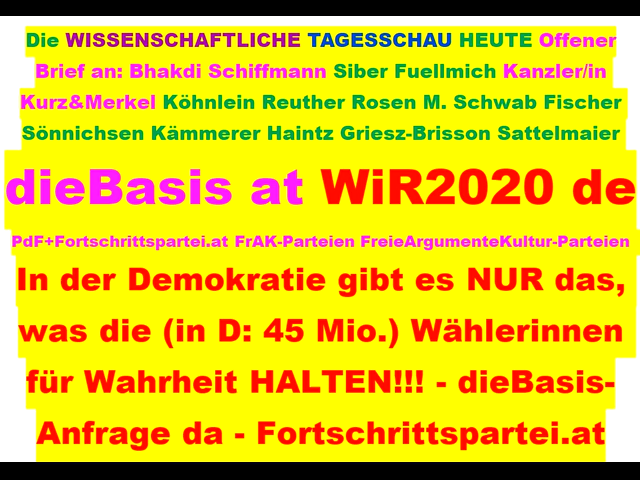 Die WISSENSCHAFTLICHE TAGESSCHAU HEUTE Offener
Brief an: Bhakdi Schiffmann Siber Fuellmich Kanzler/in
Kurz&Merkel Köhnlein Reuther Rosen M. Schwab Fischer
Sönnichsen Kämmerer Haintz Griesz-Brisson Sattelmaier
dieBasis at WiR2020 de
PdF+Fortschrittspartei.at FrAK-Parteien FreieArgumenteKultur-Parteien
In der Demokratie gibt es NUR das,
was die (in D: 45 Mio.) Wählerinnen
für Wahrheit HALTEN!!! - dieBasis-
Anfrage da - Fortschrittspartei.at